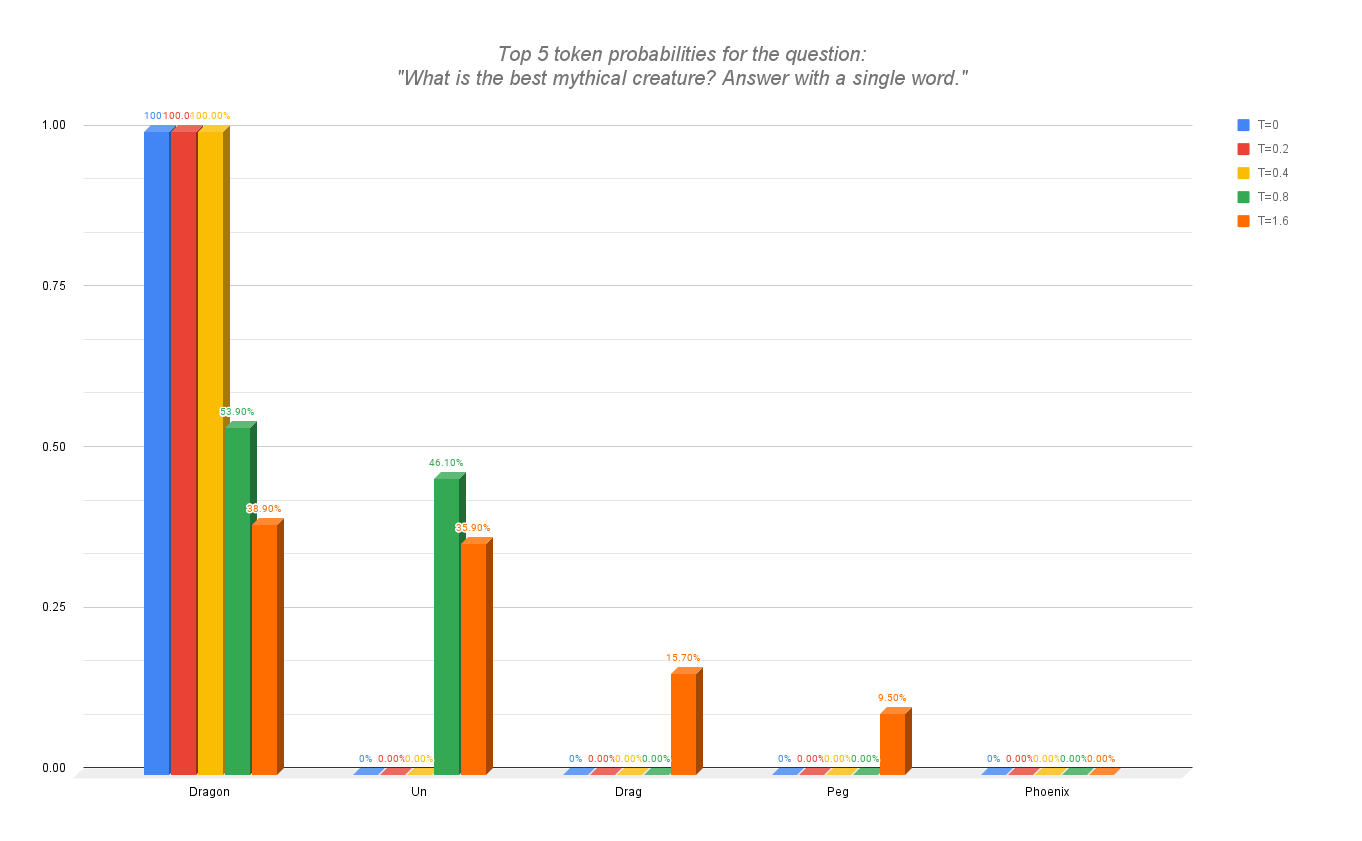 Top 5 token probabilities for the question:
"What is the best mythical creature? Answer with a single word."
T=0
T=0.2
T=0.4
T=0.8
T=1.6
1.00
0.75
0.50
0.25
0.00
100.00%
53.90%
38.90%
46.10%
35.90%
15.70%
9.50%
0% 0.00% 0.00%
0% 0.00% 0.00% 0.00%
0% 0.00% 0.00% 0.00%
0% 0.00% 0.00% 0.00% 0.00%
Dragon
Un
Drag
Peg
Phoenix